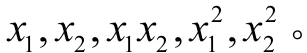 x₁, x₂, x₁x₂, x₁², x₂² 。